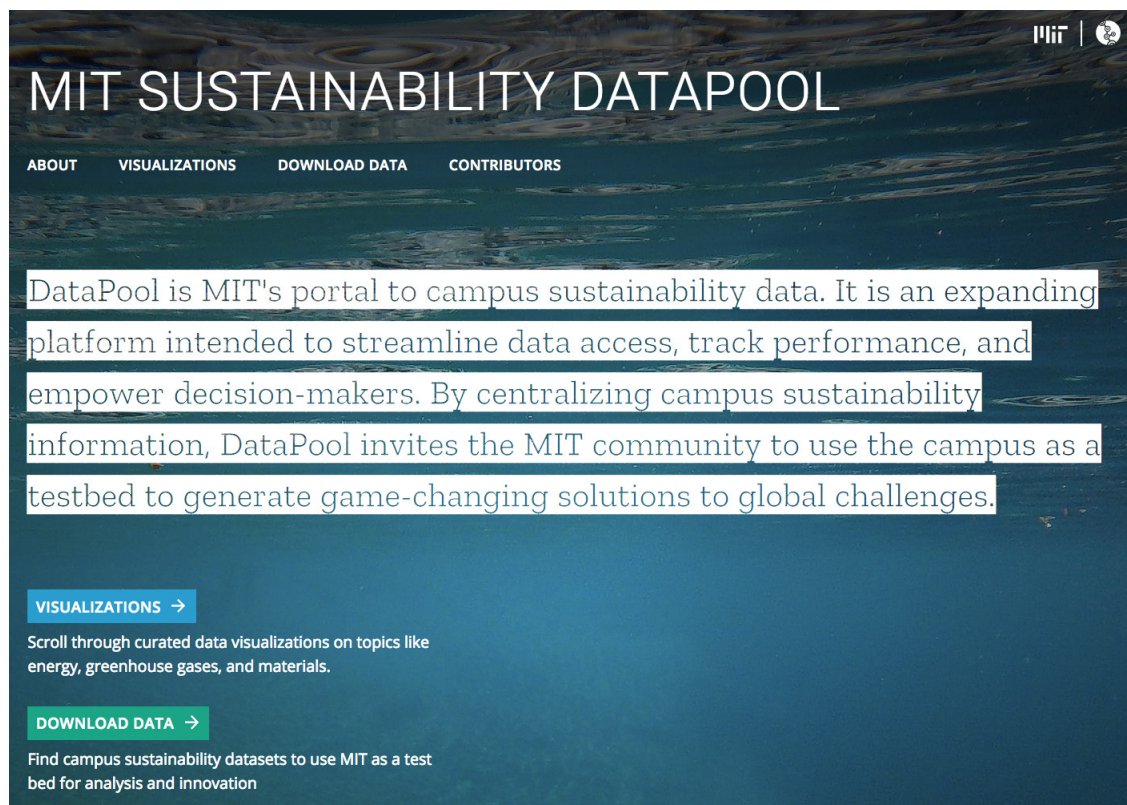 MIT
MIT SUSTAINABILITY DATAPOOL
ABOUT VISUALIZATIONS DOWNLOAD DATA CONTRIBUTORS
DataPool is MIT's portal to campus sustainability data. It is an expanding
platform intended to streamline data access, track performance, and
empower decision-makers. By centralizing campus sustainability
information, DataPool invites the MIT community to use the campus as a
testbed to generate game-changing solutions to global challenges.
VISUALIZATIONS →
Scroll through curated data visualizations on topics like
energy, greenhouse gases, and materials.
DOWNLOAD DATA →
Find campus sustainability datasets to use MIT as a test
bed for analysis and innovation